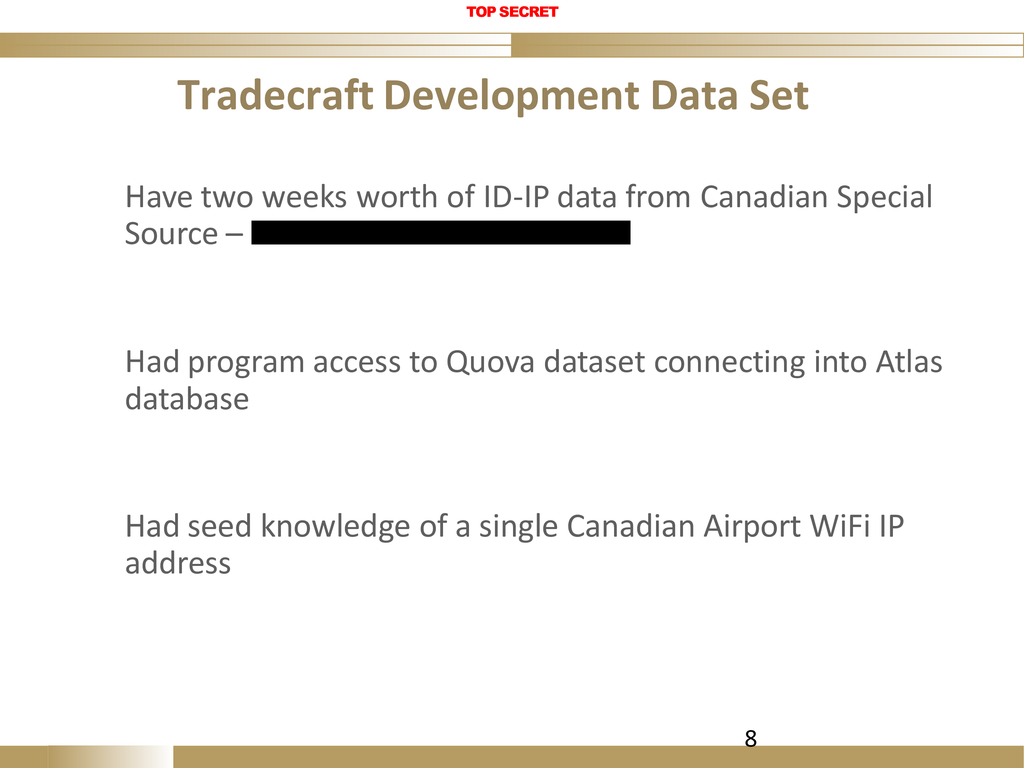 TOP SECRET
Tradecraft Development Data Set
Have two weeks worth of ID-IP data from Canadian Special
Source –
Had program access to Quova dataset connecting into Atlas
database
Had seed knowledge of a single Canadian Airport WiFi IP
address
8